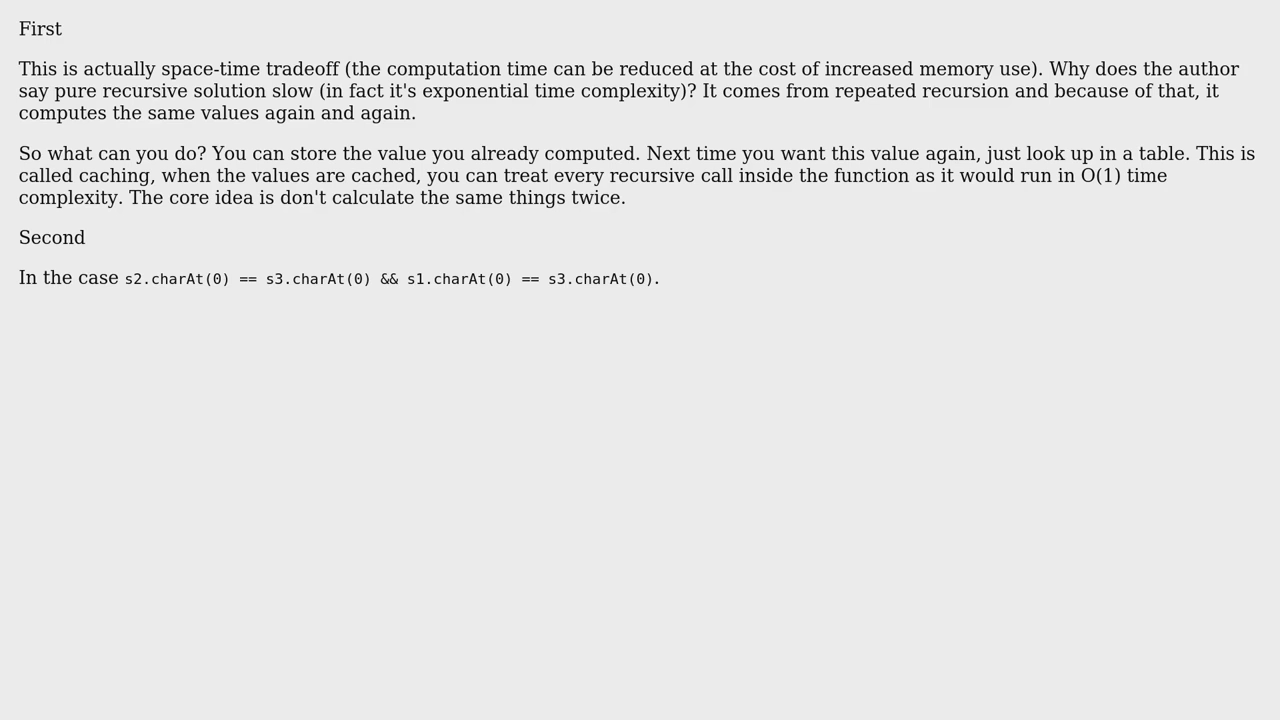 First
This is actually space-time tradeoff (the computation time can be reduced at the cost of increased memory use). Why does the author
say pure recursive solution slow (in fact it's exponential time complexity)? It comes from repeated recursion and because of that, it
computes the same values again and again.
So what can you do? You can store the value you already computed. Next time you want this value again, just look up in a table. This is
called caching, when the values are cached, you can treat every recursive call inside the function as it would run in O(1) time
complexity. The core idea is don't calculate the same things twice.
Second
In the case s2.charAt(0) == s3.charAt(0) && s1.charAt(0) == s3.charAt(0).